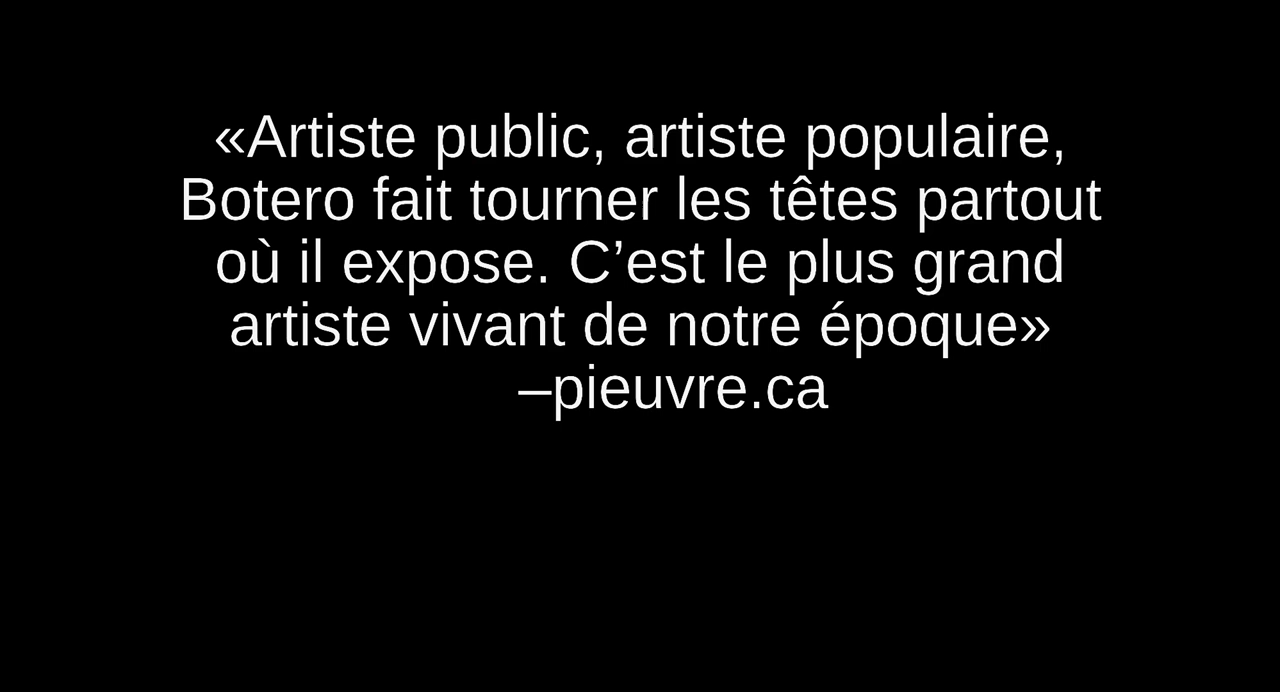 «Artiste public, artiste populaire,
Botero fait tourner les têtes partout
où il expose. C’est le plus grand
artiste vivant de notre époque»
–pieuvre.ca